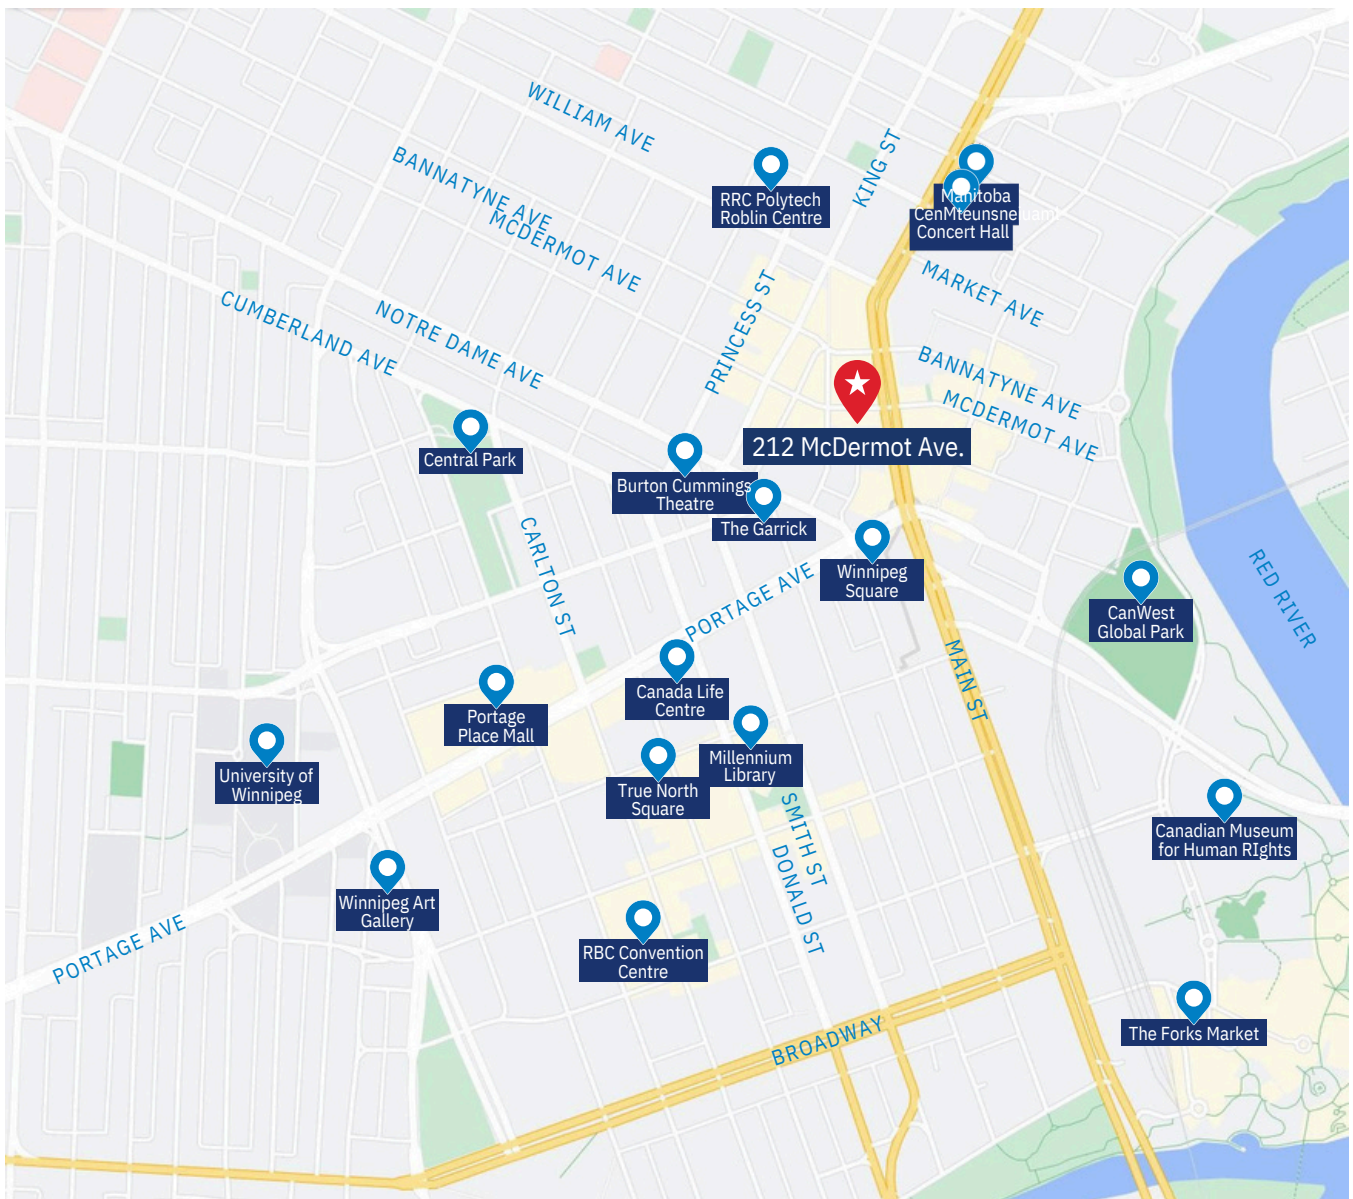 WILLIAM AVE
KING ST
BANNATYNE AVE
MCDERMOT AVE
RRC Polytech
Roblin Centre
Manitoba
Concert Hall
MARKET AVE
PRINCESS ST
CUMBERLAND AVE
NOTRE DAME AVE
BANNATYNE AVE
MCDERMOT AVE
212 McDermot Ave.
Central Park
Burton Cummings
Theatre
The Garrick
CARLTON ST
Winnipeg
Square
PORTAGE AVE
CanWest
Global Park
RED RIVER
MAIN ST
Canada Life
Centre
Portage
Place Mall
Millennium
Library
University of
Winnipeg
True North
Square
SMITH ST
DONALD ST
Canadian Museum
for Human RIghts
Winnipeg Art
Gallery
PORTAGE AVE
RBC Convention
Centre
BROADWAY
The Forks Market